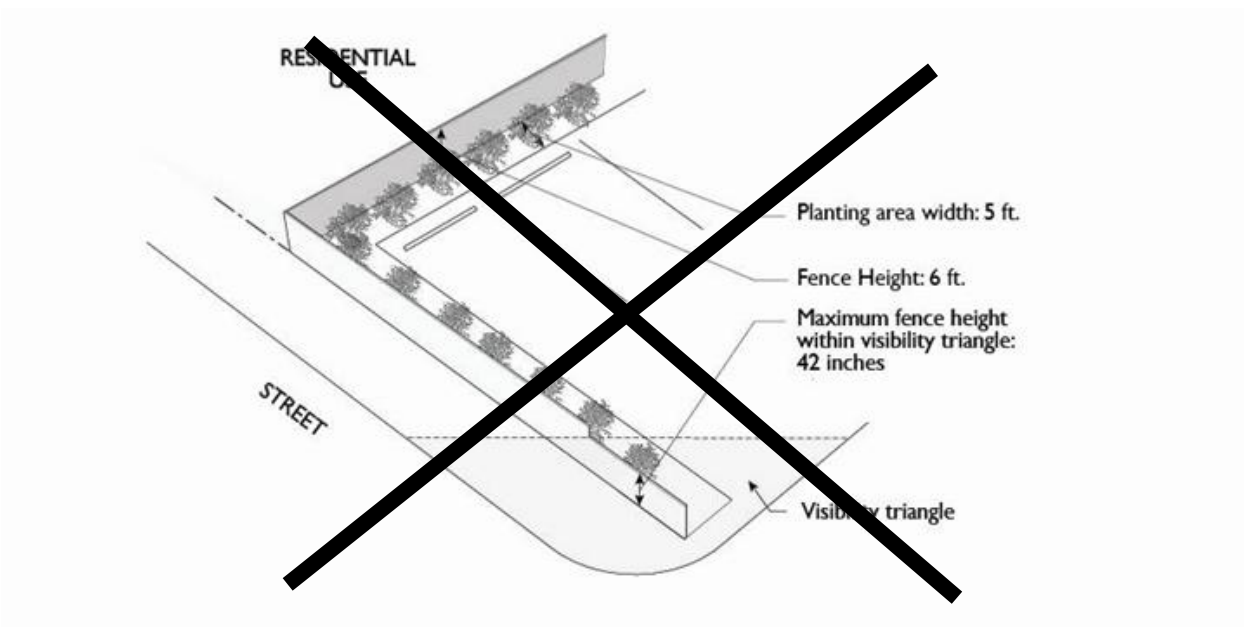 RESIDENTIAL
USE
Planting area width: 5 ft.
Fence Height: 6 ft.
Maximum fence height
within visibility triangle:
42 inches
STREET
Visibility triangle